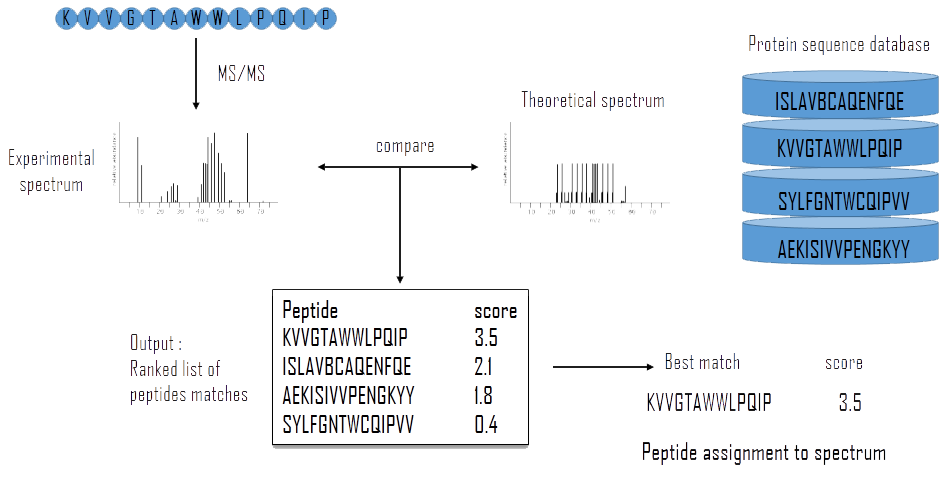 K V V G T A W W L P Q I P
MS/MS
Protein sequence database
ISLAVBCAQENFQE
KVVGTAWWLPQIP
SYLFGNTWCQIPVV
AEKISIVVPENGKYY
Theoretical spectrum
Experimental
spectrum
compare
10 20 30 40 50 60 70
m/z
10 20 30 40 50 60 70
m/z
Output :
Ranked list of
peptides matches
Peptide score
KVVGTAWWLPQIP 3.5
ISLAVBCAQENFQE 2.1
AEKISIVVPENGKYY 1.8
SYLFGNTWCQIPVV 0.4
Best match score
KVVGTAWWLPQIP 3.5
Peptide assignment to spectrum